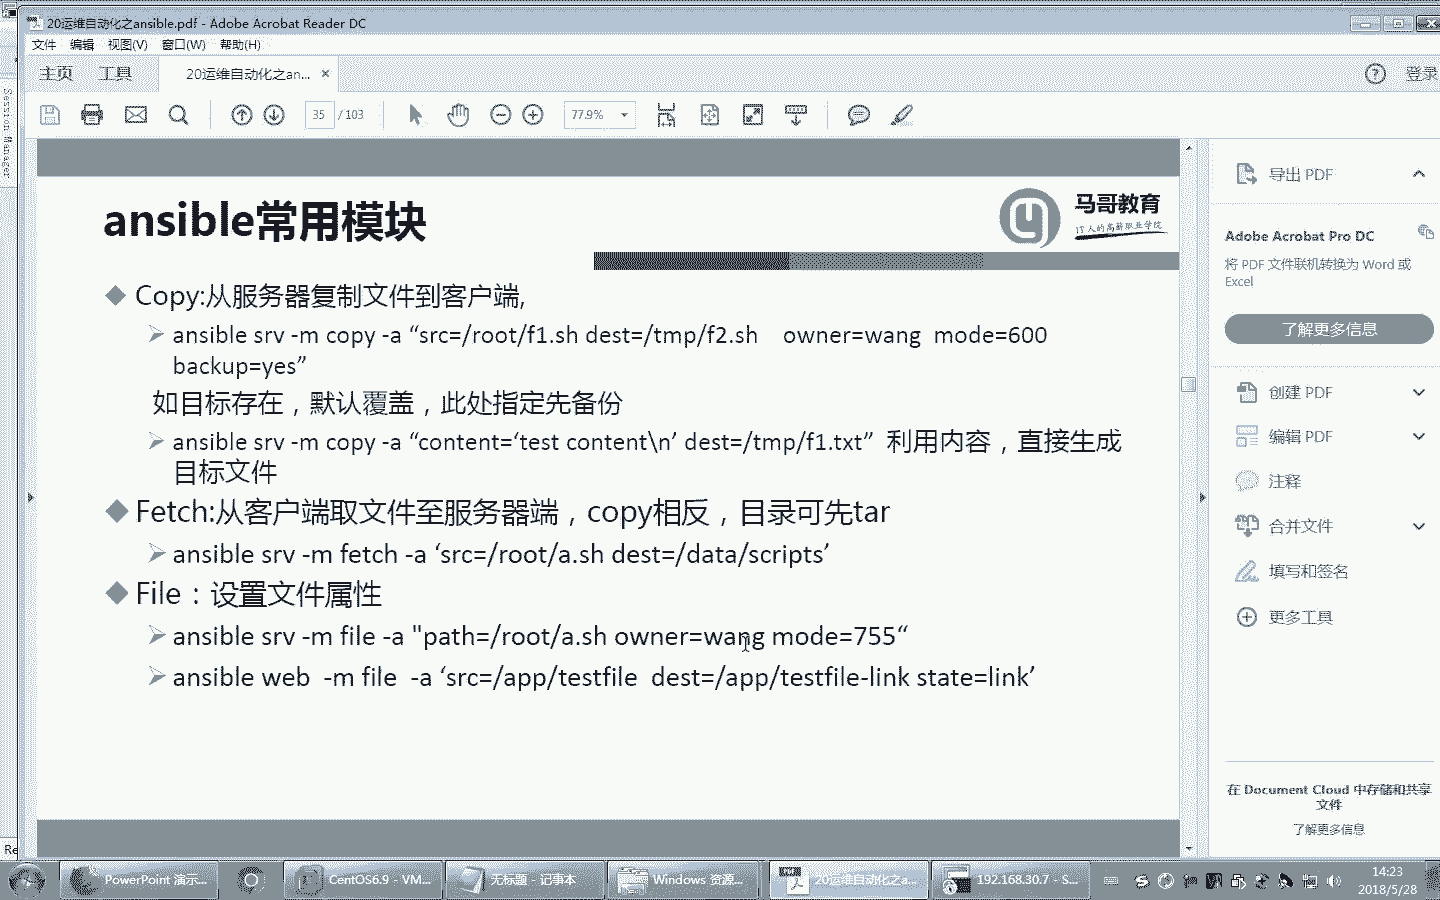 20运维自动化之ansible.pdf - Adobe Acrobat Reader DC
文件 编辑 视图(V) 窗口(W) 帮助(H)
主页 工具 20运维自动化之an... × ? 登录
35 / 103 77.9%
Session Manager
ansible常用模块
马哥教育
IT人的高薪职业学院
Copy:从服务器复制文件到客户端,
ansible srv -m copy -a “src=/root/f1.sh dest=/tmp/f2.sh owner=wang mode=600
backup=yes”
如目标存在，默认覆盖，此处指定先备份
ansible srv -m copy -a “content=‘test content\n’ dest=/tmp/f1.txt” 利用内容，直接生成
目标文件
Fetch:从客户端取文件至服务器端，copy相反，目录可先tar
ansible srv -m fetch -a ‘src=/root/a.sh dest=/data/scripts’
File：设置文件属性
ansible srv -m file -a "path=/root/a.sh owner=wang mode=755“
ansible web -m file -a ‘src=/app/testfile dest=/app/testfile-link state=link’
导出 PDF
Adobe Acrobat Pro DC
将 PDF 文件联机转换为 Word 或
Excel
了解更多信息
创建 PDF
编辑 PDF
注释
合并文件
填写和签名
更多工具
在 Document Cloud 中存储和共享
文件
了解更多信息
Re
PowerPoint 演示... CentOS6.9 - VM... 无标题 - 记事本 Windows 资源... 20运维自动化之a... 192.168.30.7 - S...
14:23
2018/5/28